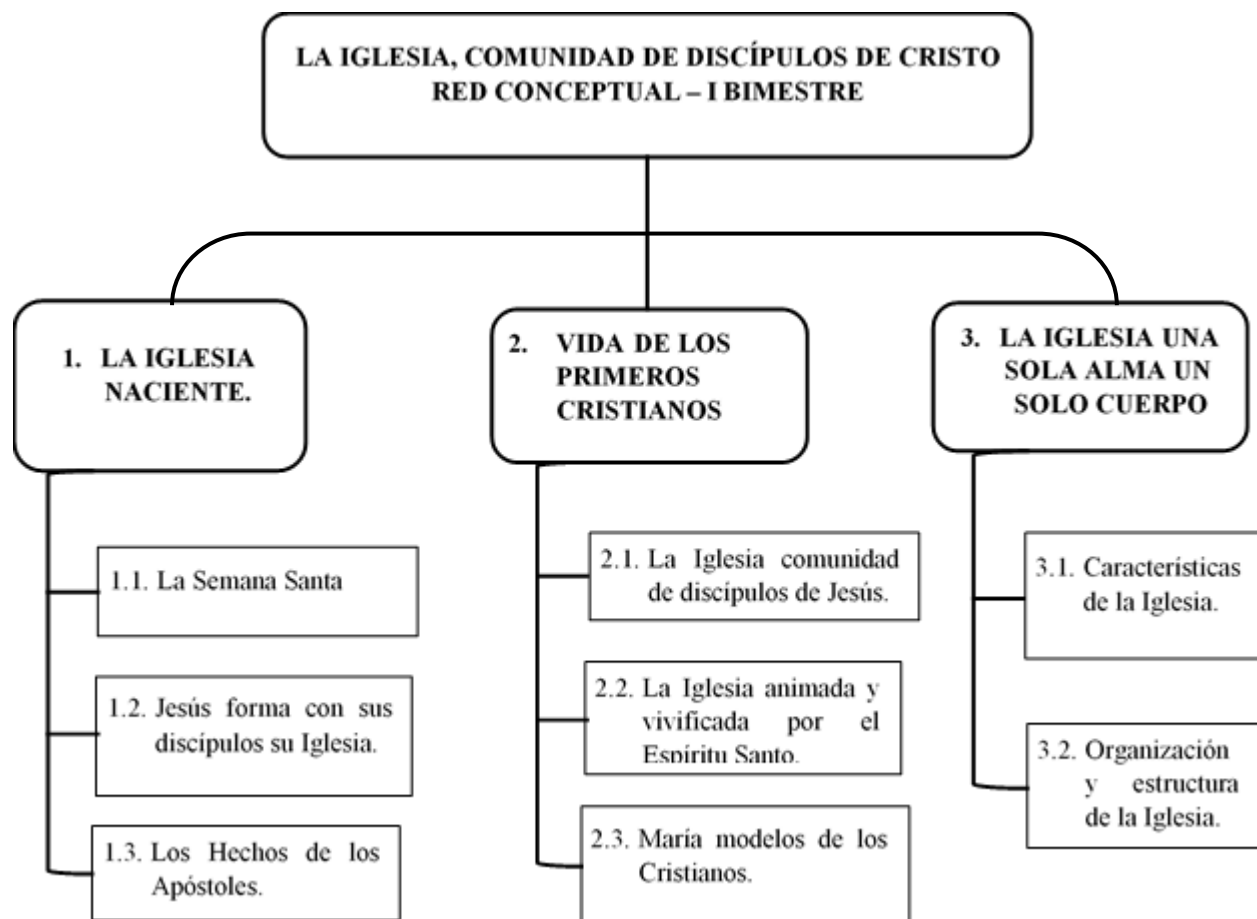 LA IGLESIA, COMUNIDAD DE DISCÍPULOS DE CRISTO
RED CONCEPTUAL – I BIMESTRE
1. LA IGLESIA
NACIENTE.
1.1. La Semana Santa
1.2. Jesús forma con sus
discípulos su Iglesia.
1.3. Los Hechos de los
Apóstoles.
2. VIDA DE LOS
PRIMEROS
CRISTIANOS
2.1. La Iglesia comunidad
de discípulos de Jesús.
2.2. La Iglesia animada y
vivificada por el
Espíritu Santo.
2.3. María modelos de los
Cristianos.
3. LA IGLESIA UNA
SOLA ALMA UN
SOLO CUERPO
3.1. Características
de la Iglesia.
3.2. Organización
y estructura
de la Iglesia.